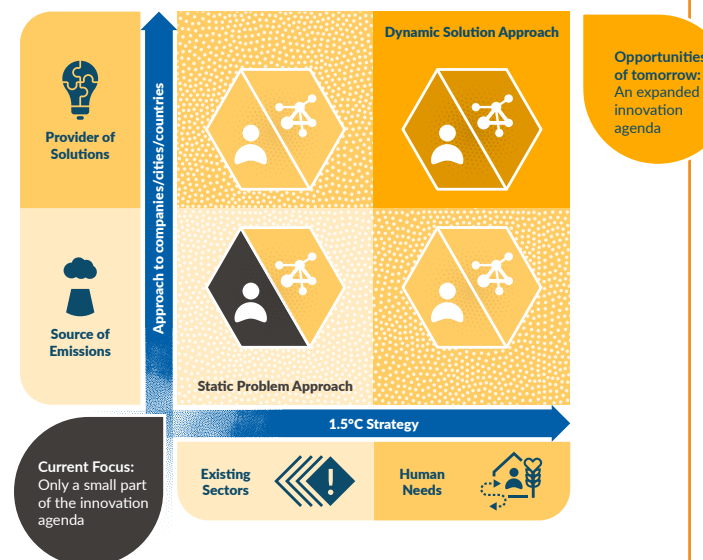 Dynamic Solution Approach
Opportunities
of tomorrow:
An expanded
innovation
agenda
Provider of
Solutions
Approach to companies/cities/countries
Source of
Emissions
Static Problem Approach
1.5°C Strategy
Current Focus:
Only a small part
of the innovation
agenda
Existing
Sectors
!
Human
Needs